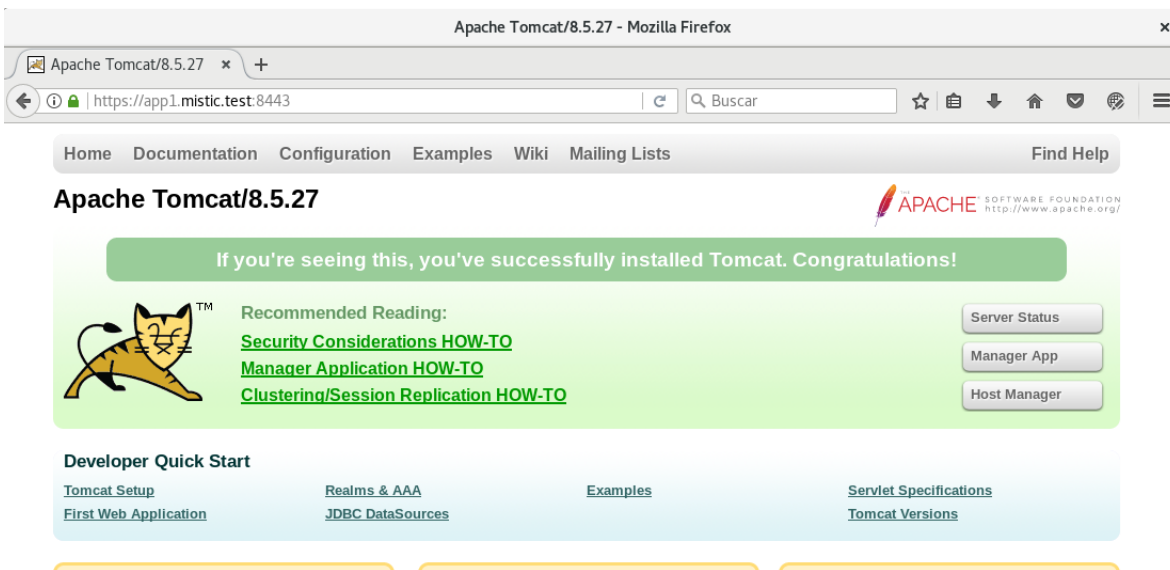 Apache Tomcat/8.5.27 - Mozilla Firefox
Apache Tomcat/8.5.27
https://app1.mistic.test:8443
Buscar
Home Documentation Configuration Examples Wiki Mailing Lists Find Help
Apache Tomcat/8.5.27
THE
APACHE SOFTWARE FOUNDATION
http://www.apache.org/
If you're seeing this, you've successfully installed Tomcat. Congratulations!
TM
Recommended Reading:
Security Considerations HOW-TO
Manager Application HOW-TO
Clustering/Session Replication HOW-TO
Server Status
Manager App
Host Manager
Developer Quick Start
Tomcat Setup Realms & AAA Examples Servlet Specifications
First Web Application JDBC DataSources Tomcat Versions